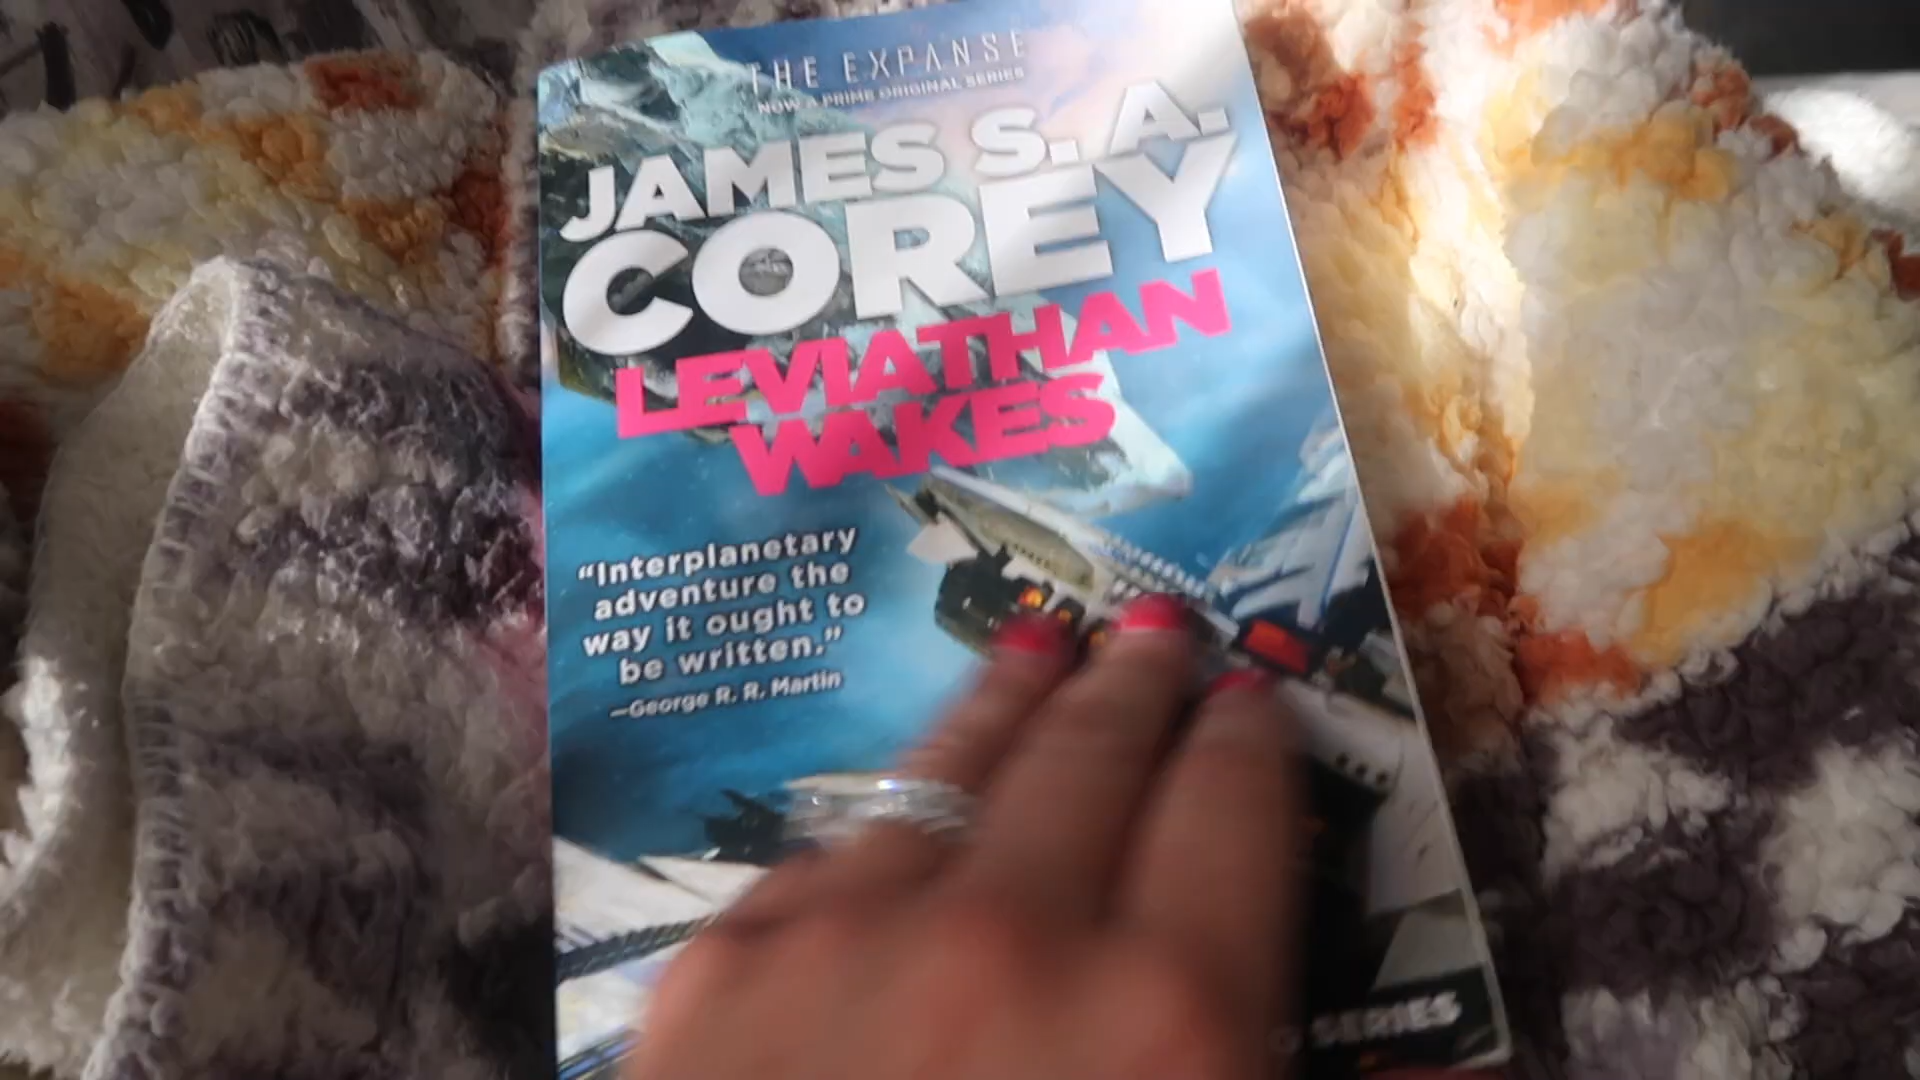 THE EXPANSE
NOW A PRIME ORIGINAL SERIES
JAMES S. A.
COREY
LEVIATHAN
WAKES
“Interplanetary
adventure the
way it ought to
be written.”
—George R. R. Martin
SERIES